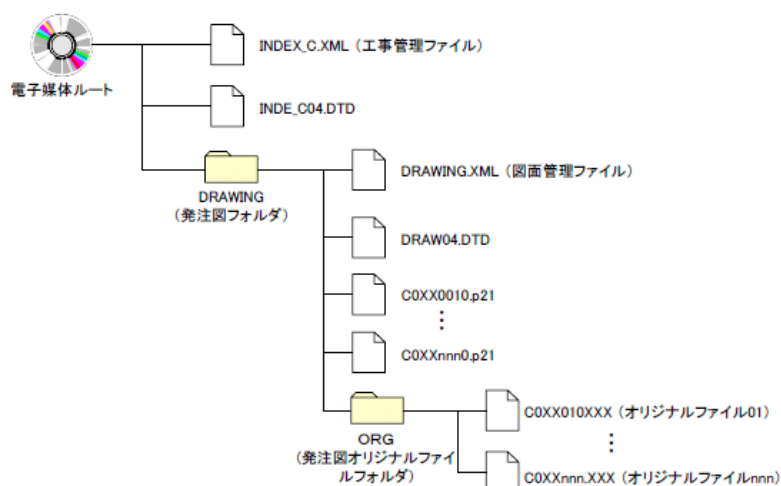 INDEX_C.XML（工事管理ファイル）
電子媒体ルート
INDE_C04.DTD
DRAWING.XML（図面管理ファイル）
DRAWING
（発注図フォルダ）
DRAW04.DTD
C0XX0010.p21
C0XXnnn0.p21
C0XX010XXX（オリジナルファイル01）
ORG
（発注図オリジナルファイ
ルフォルダ）
C0XXnnn.XXX（オリジナルファイルnnn）